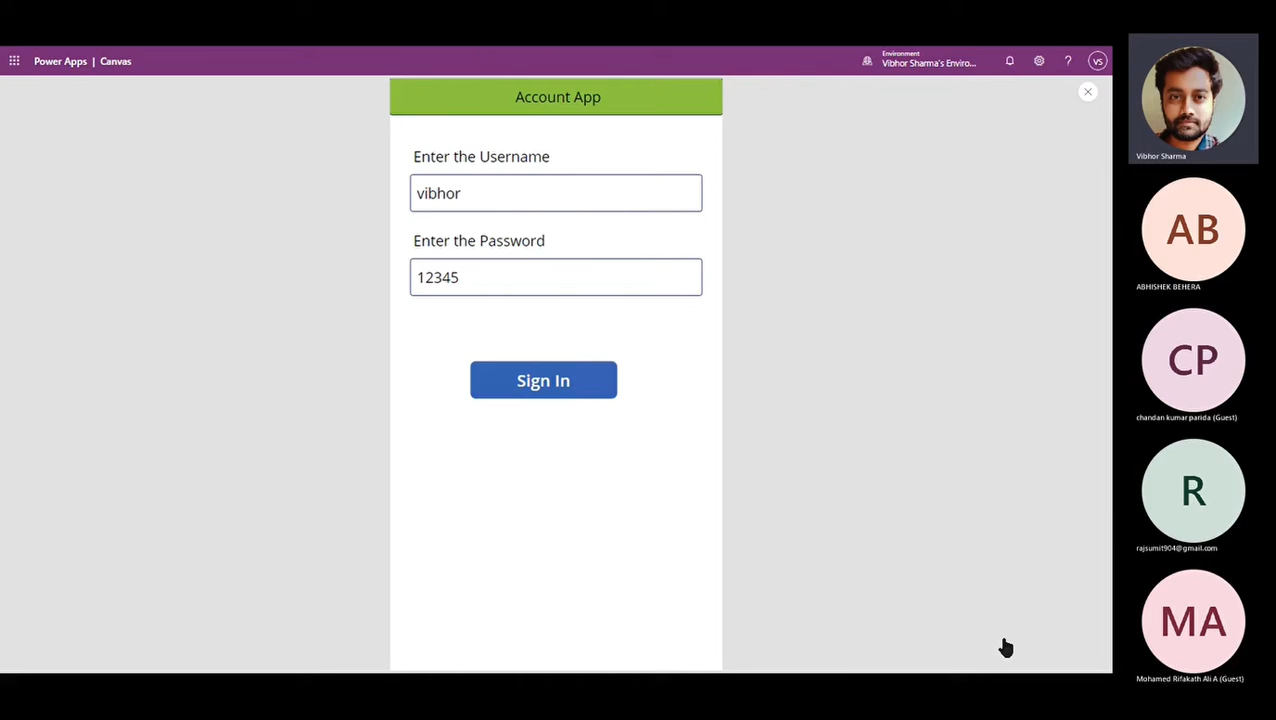 Power Apps | Canvas
Environment
Vibhor Sharma's Enviro...
?
VS
Account App
Enter the Username
vibhor
Enter the Password
12345
Sign In
Vibhor Sharma
AB
ABHISHEK BEHERA
CP
chandan kumar parida (Guest)
R
rajsumit904@gmail.com
MA
Mohamed Rifakath Ali A (Guest)